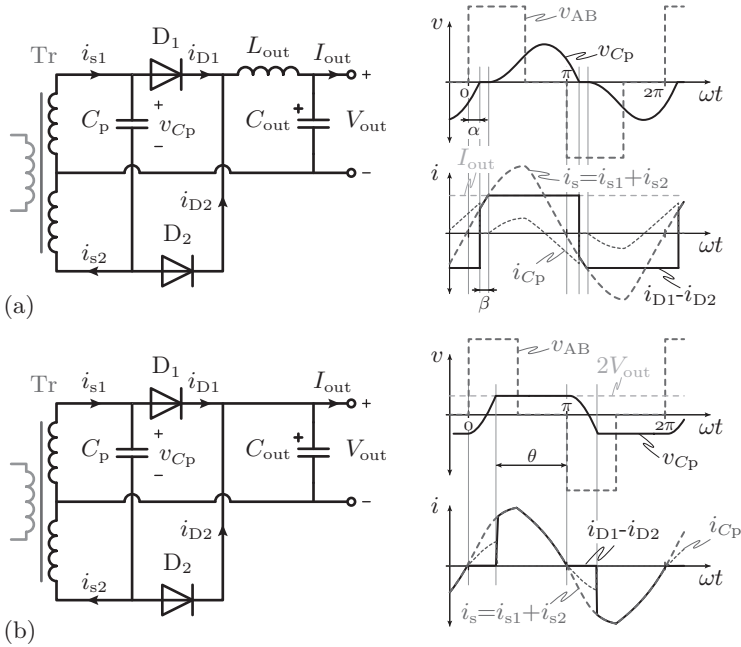 Tr
i_s1
D_1
i_D1
L_out
I_out
+
C_p
+
v_Cp
−
C_out
+
V_out
−
i_D2
i_s2
D_2
(a)
v
v_AB
v_Cp
0
π
2π
ωt
α
i
I_out
i_s=i_s1+i_s2
ωt
i_Cp
i_D1-i_D2
β
Tr
i_s1
D_1
i_D1
I_out
+
C_p
+
v_Cp
−
C_out
+
V_out
−
i_D2
i_s2
D_2
(b)
v
v_AB
2V_out
0
π
2π
ωt
v_Cp
θ
i
i_D1-i_D2
i_Cp
ωt
i_s=i_s1+i_s2